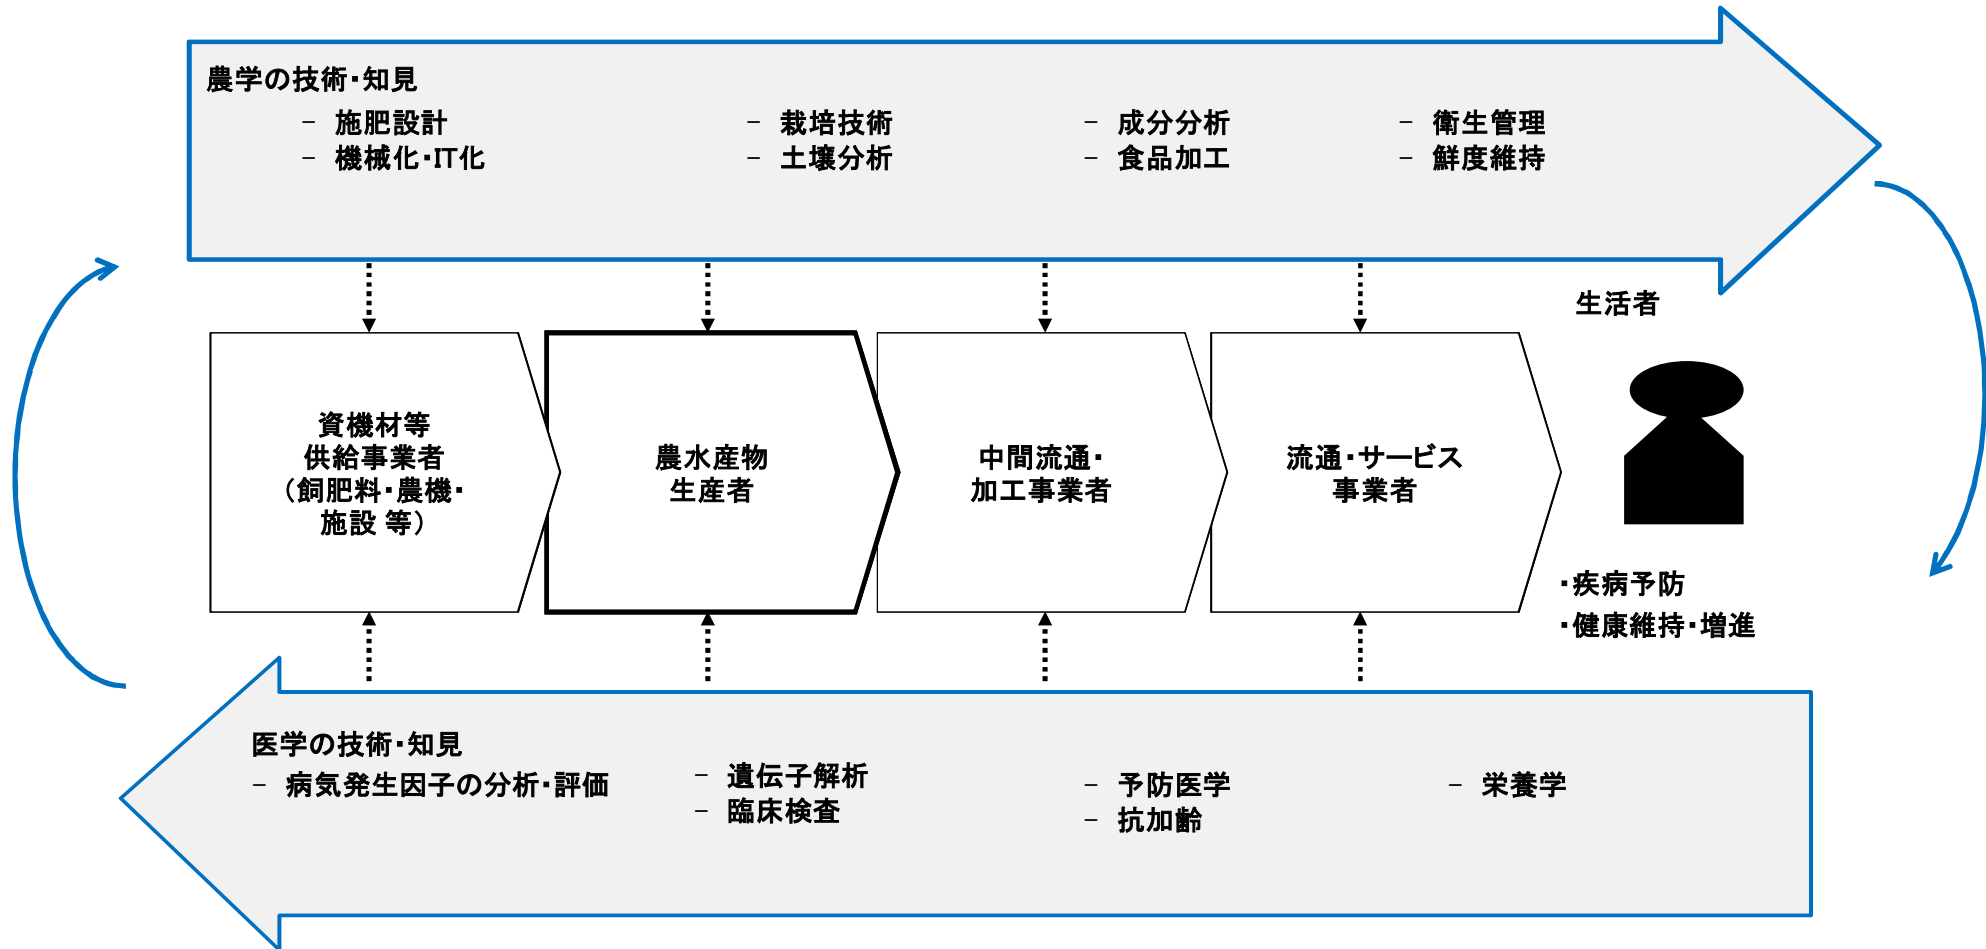 農学の技術・知見
− 施肥設計
− 機械化・IT化
− 栽培技術
− 土壌分析
− 成分分析
− 食品加工
− 衛生管理
− 鮮度維持
生活者
資機材等
供給事業者
（飼肥料・農機・
施設 等）
農水産物
生産者
中間流通・
加工事業者
流通・サービス
事業者
・疾病予防
・健康維持・増進
医学の技術・知見
− 病気発生因子の分析・評価
− 遺伝子解析
− 臨床検査
− 予防医学
− 抗加齢
− 栄養学